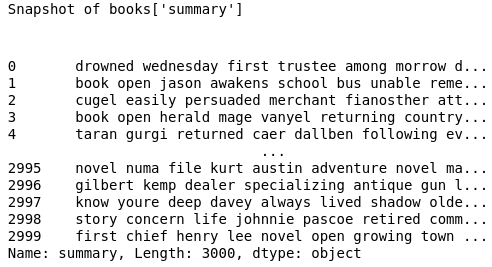 Snapshot of books['summary']
0 drowned wednesday first trustee among morrow d...
1 book open jason awakens school bus unable reme...
2 cugel easily persuaded merchant fianosther att...
3 book open herald mage vanyel returning country...
4 taran gurgi returned caer dallben following ev...
...
2995 novel numa file kurt austin adventure novel ma...
2996 gilbert kemp dealer specializing antique gun l...
2997 know youre deep davey always lived shadow olde...
2998 story concern life johnnie pascoe retired comm...
2999 first chief henry lee novel open growing town ...
Name: summary, Length: 3000, dtype: object